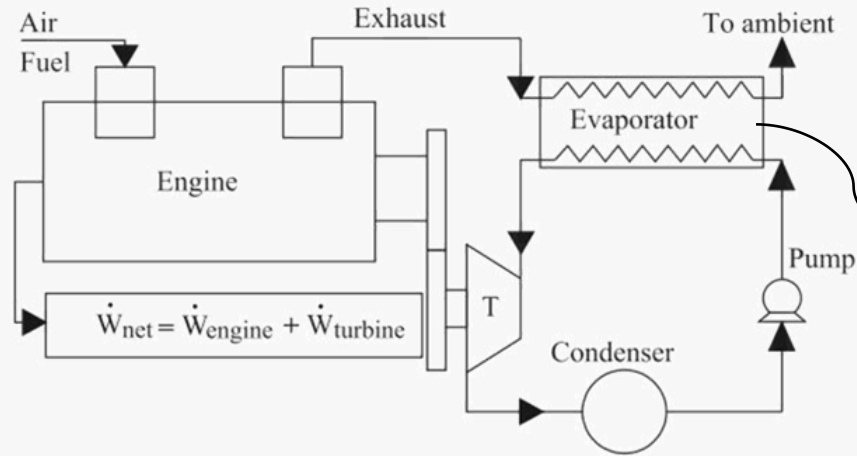 Air
Fuel
Exhaust
To ambient
Evaporator
Engine
Pump
Ẇnet = Ẇengine + Ẇturbine
T
Condenser